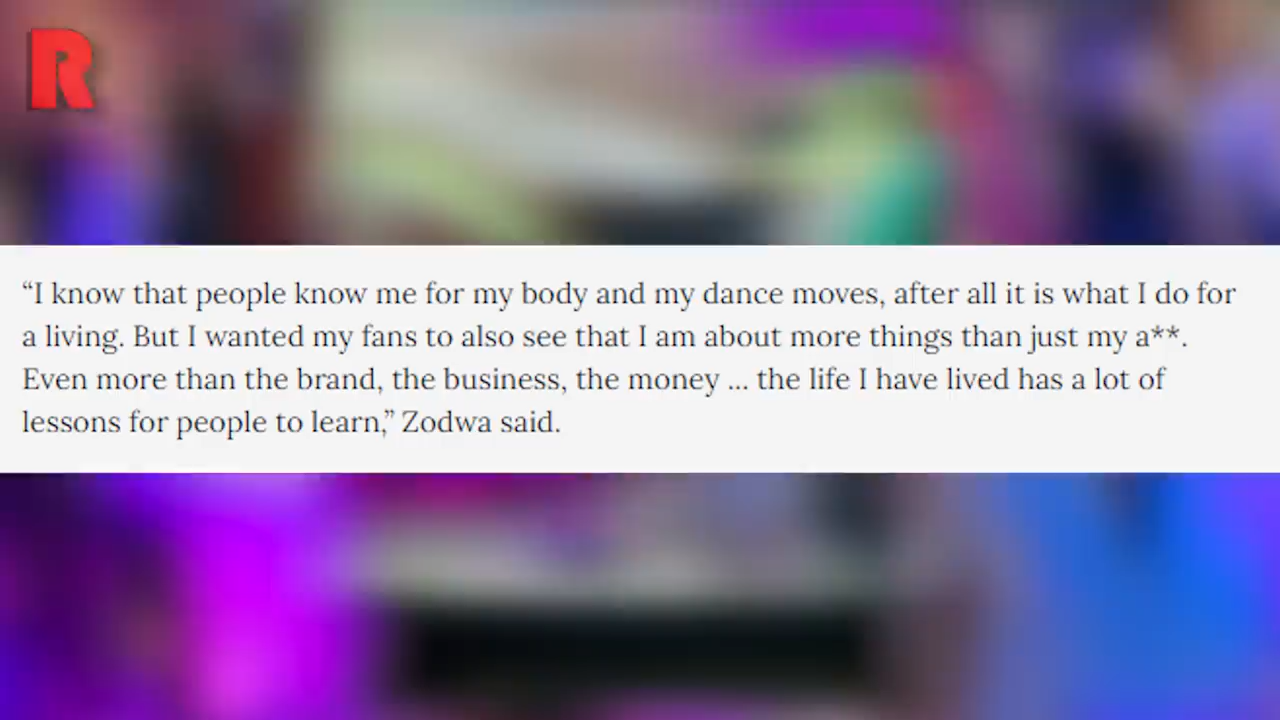 R
“I know that people know me for my body and my dance moves, after all it is what I do for
a living. But I wanted my fans to also see that I am about more things than just my a**.
Even more than the brand, the business, the money ... the life I have lived has a lot of
lessons for people to learn,” Zodwa said.